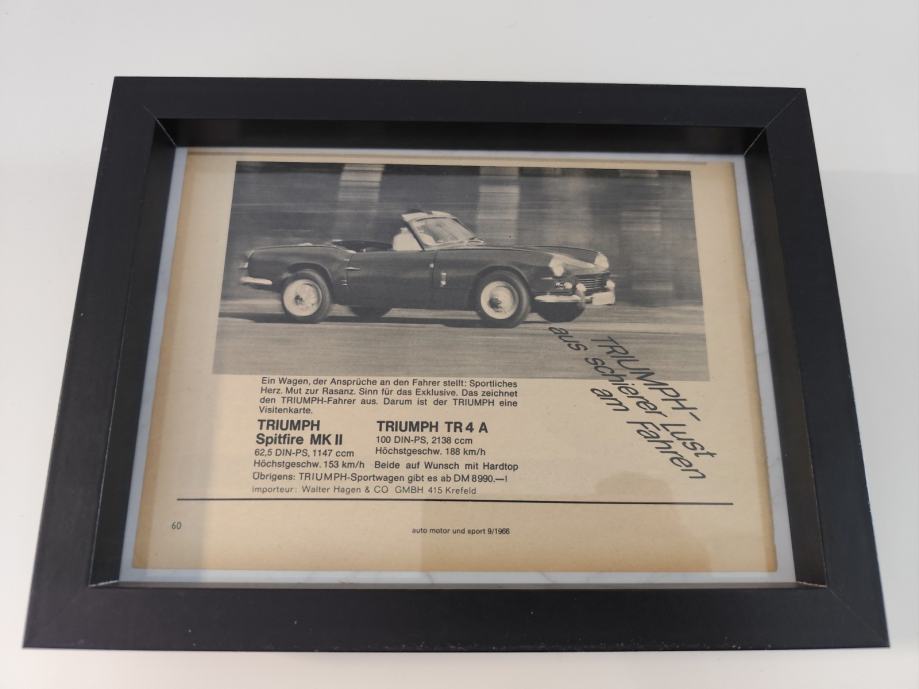 TRIUMPH
aus schierer Lust
am Fahren
Ein Wagen, der Ansprüche an den Fahrer stellt: Sportliches
Herz. Mut zur Rasanz. Sinn für das Exklusive. Das zeichnet
den TRIUMPH-Fahrer aus. Darum ist der TRIUMPH eine
Visitenkarte.
TRIUMPH
Spitfire MK II
62,5 DIN-PS, 1147 ccm
Höchstgeschw. 153 km/h
TRIUMPH TR 4 A
100 DIN-PS, 2138 ccm
Höchstgeschw. 188 km/h
Beide auf Wunsch mit Hardtop
Übrigens: TRIUMPH-Sportwagen gibt es ab DM 8990.—!
importeur: Walter Hagen & CO GMBH 415 Krefeld
60
auto motor und sport 9/1966